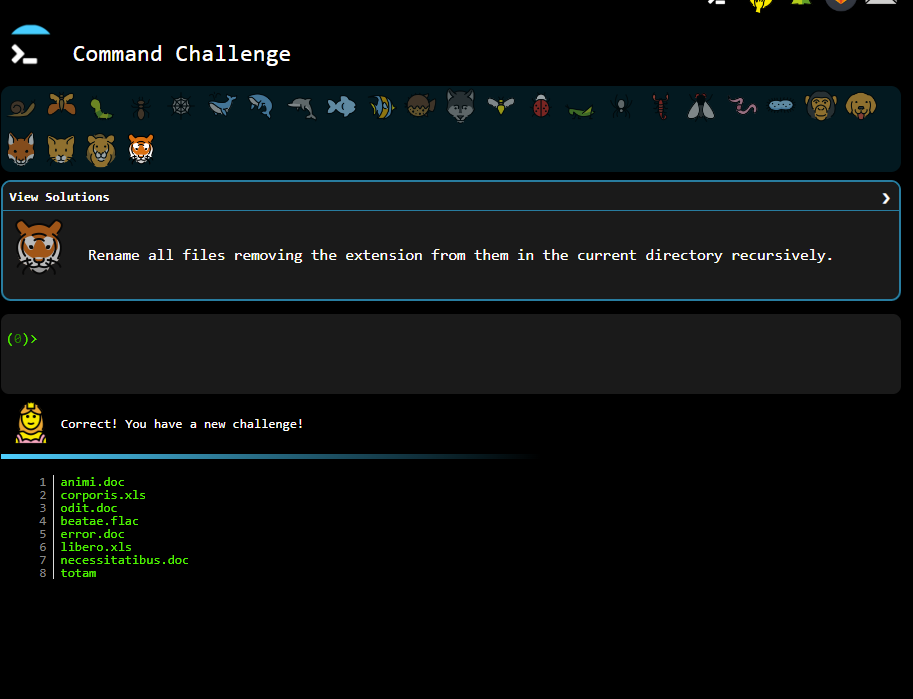 Command Challenge
View Solutions
Rename all files removing the extension from them in the current directory recursively.
(0)>
Correct! You have a new challenge!
1 animi.doc
2 corporis.xls
3 odit.doc
4 beatae.flac
5 error.doc
6 libero.xls
7 necessitatibus.doc
8 totam